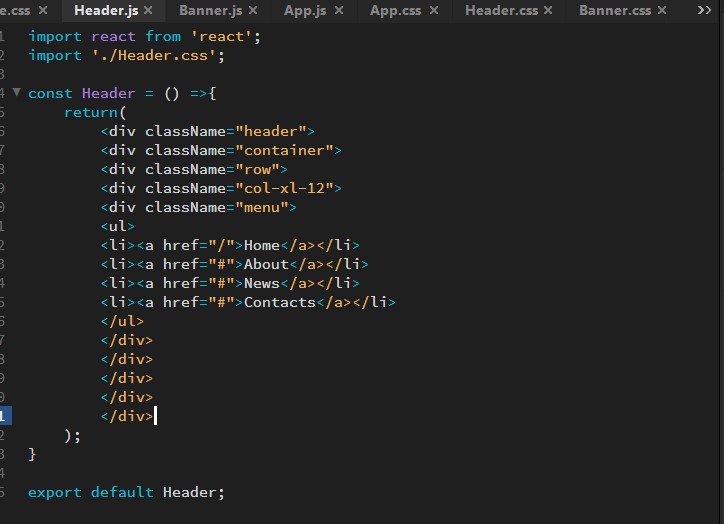 e.css × Header.js × Banner.js × App.js × App.css × Header.css × Banner.css × >>
1 import react from 'react';
2 import './Header.css';
3
4 ▼ const Header = () =>{
5 return(
6 <div className="header">
7 <div className="container">
8 <div className="row">
9 <div className="col-xl-12">
0 <div className="menu">
1 <ul>
2 <li><a href="/">Home</a></li>
3 <li><a href="#">About</a></li>
4 <li><a href="#">News</a></li>
5 <li><a href="#">Contacts</a></li>
6 </ul>
7 </div>
8 </div>
9 </div>
0 </div>
1 </div>
2 );
3 }
4
5 export default Header;